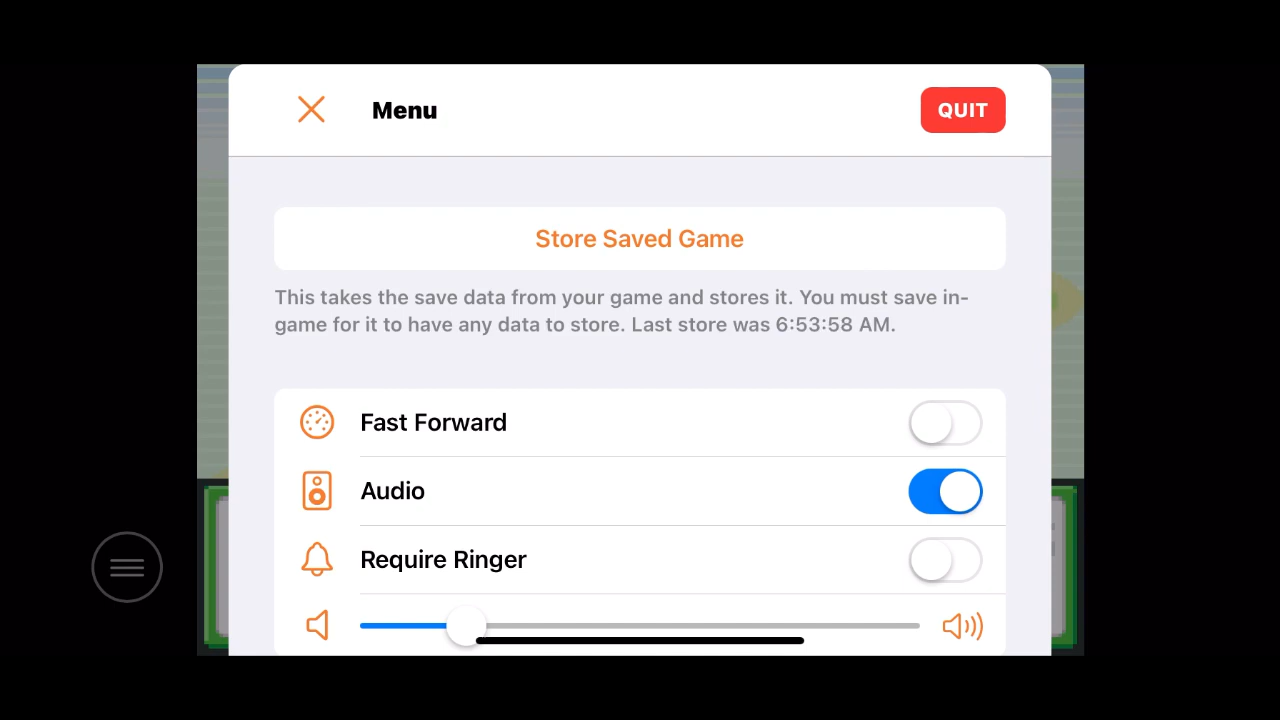 Menu
QUIT
Store Saved Game
This takes the save data from your game and stores it. You must save in-
game for it to have any data to store. Last store was 6:53:58 AM.
Fast Forward
Audio
Require Ringer